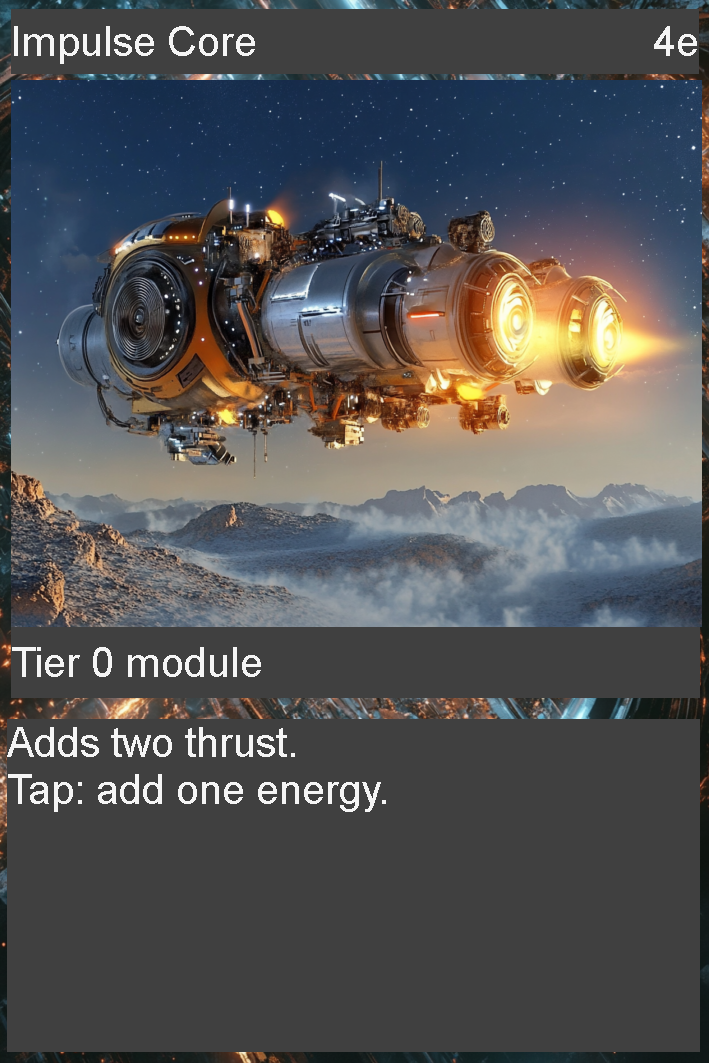 Impulse Core 4e
Tier 0 module
Adds two thrust.
Tap: add one energy.